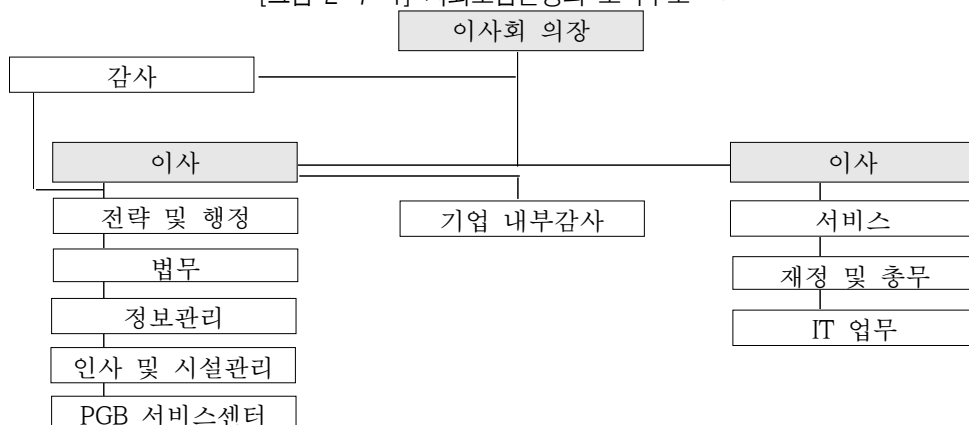 이사회 의장
감사
이사
이사
전략 및 행정
기업 내부감사
서비스
법무
재정 및 총무
정보관리
IT 업무
인사 및 시설관리
PGB 서비스센터